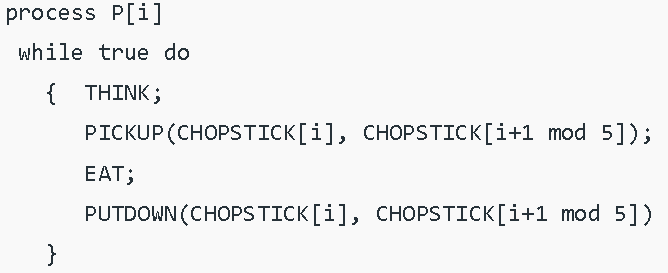 process P[i]
while true do
{ THINK;
PICKUP(CHOPSTICK[i], CHOPSTICK[i+1 mod 5]);
EAT;
PUTDOWN(CHOPSTICK[i], CHOPSTICK[i+1 mod 5])
}